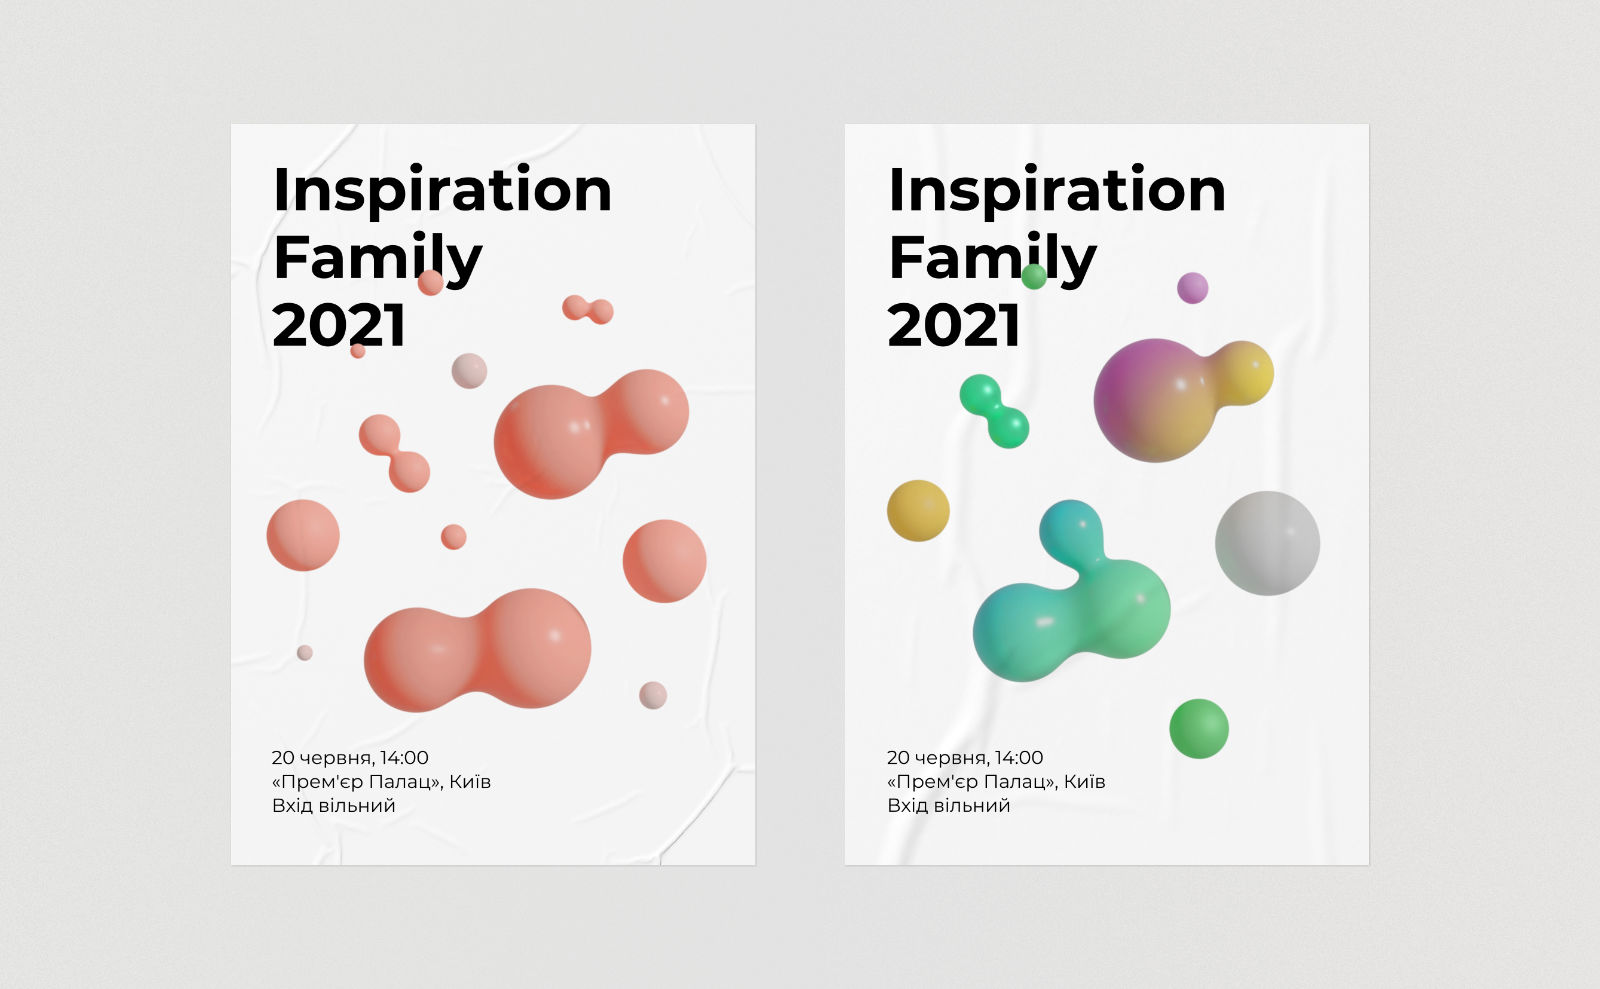 Inspiration
Family
2021
20 червня, 14:00
«Прем'єр Палац», Київ
Вхід вільний
Inspiration
Family
2021
20 червня, 14:00
«Прем'єр Палац», Київ
Вхід вільний